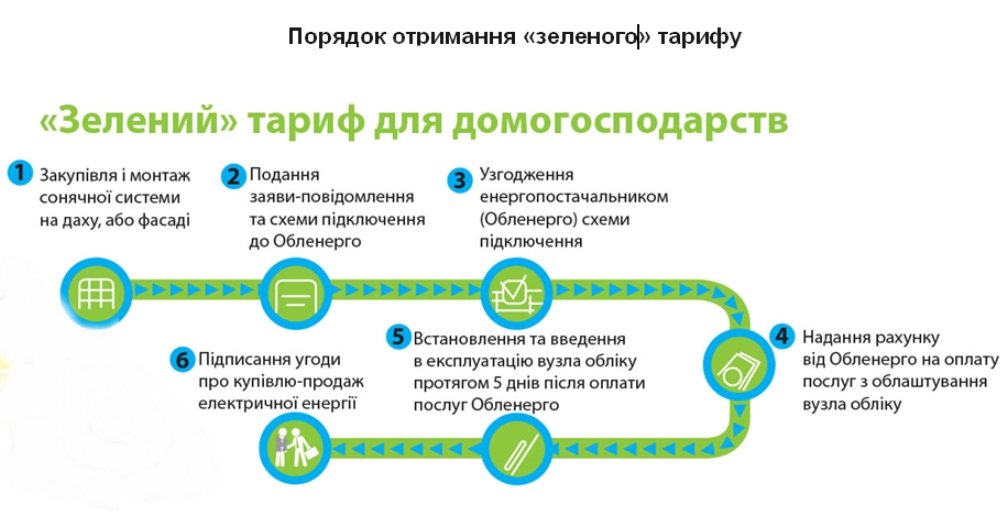 Порядок отримання «зеленого» тарифу
«Зелений» тариф для домогосподарств
1 Закупівля і монтаж
сонячної системи
на даху, або фасаді
2 Подання
заяви-повідомлення
та схеми підключення
до Обленерго
3 Узгодження
енергопостачальником
(Обленерго) схеми
підключення
4 Надання рахунку
від Обленерго на оплату
послуг з облаштування
вузла обліку
5 Встановлення та введення
в експлуатацію вузла обліку
протягом 5 днів після оплати
послуг Обленерго
6 Підписання угоди
про купівлю-продаж
електричної енергії